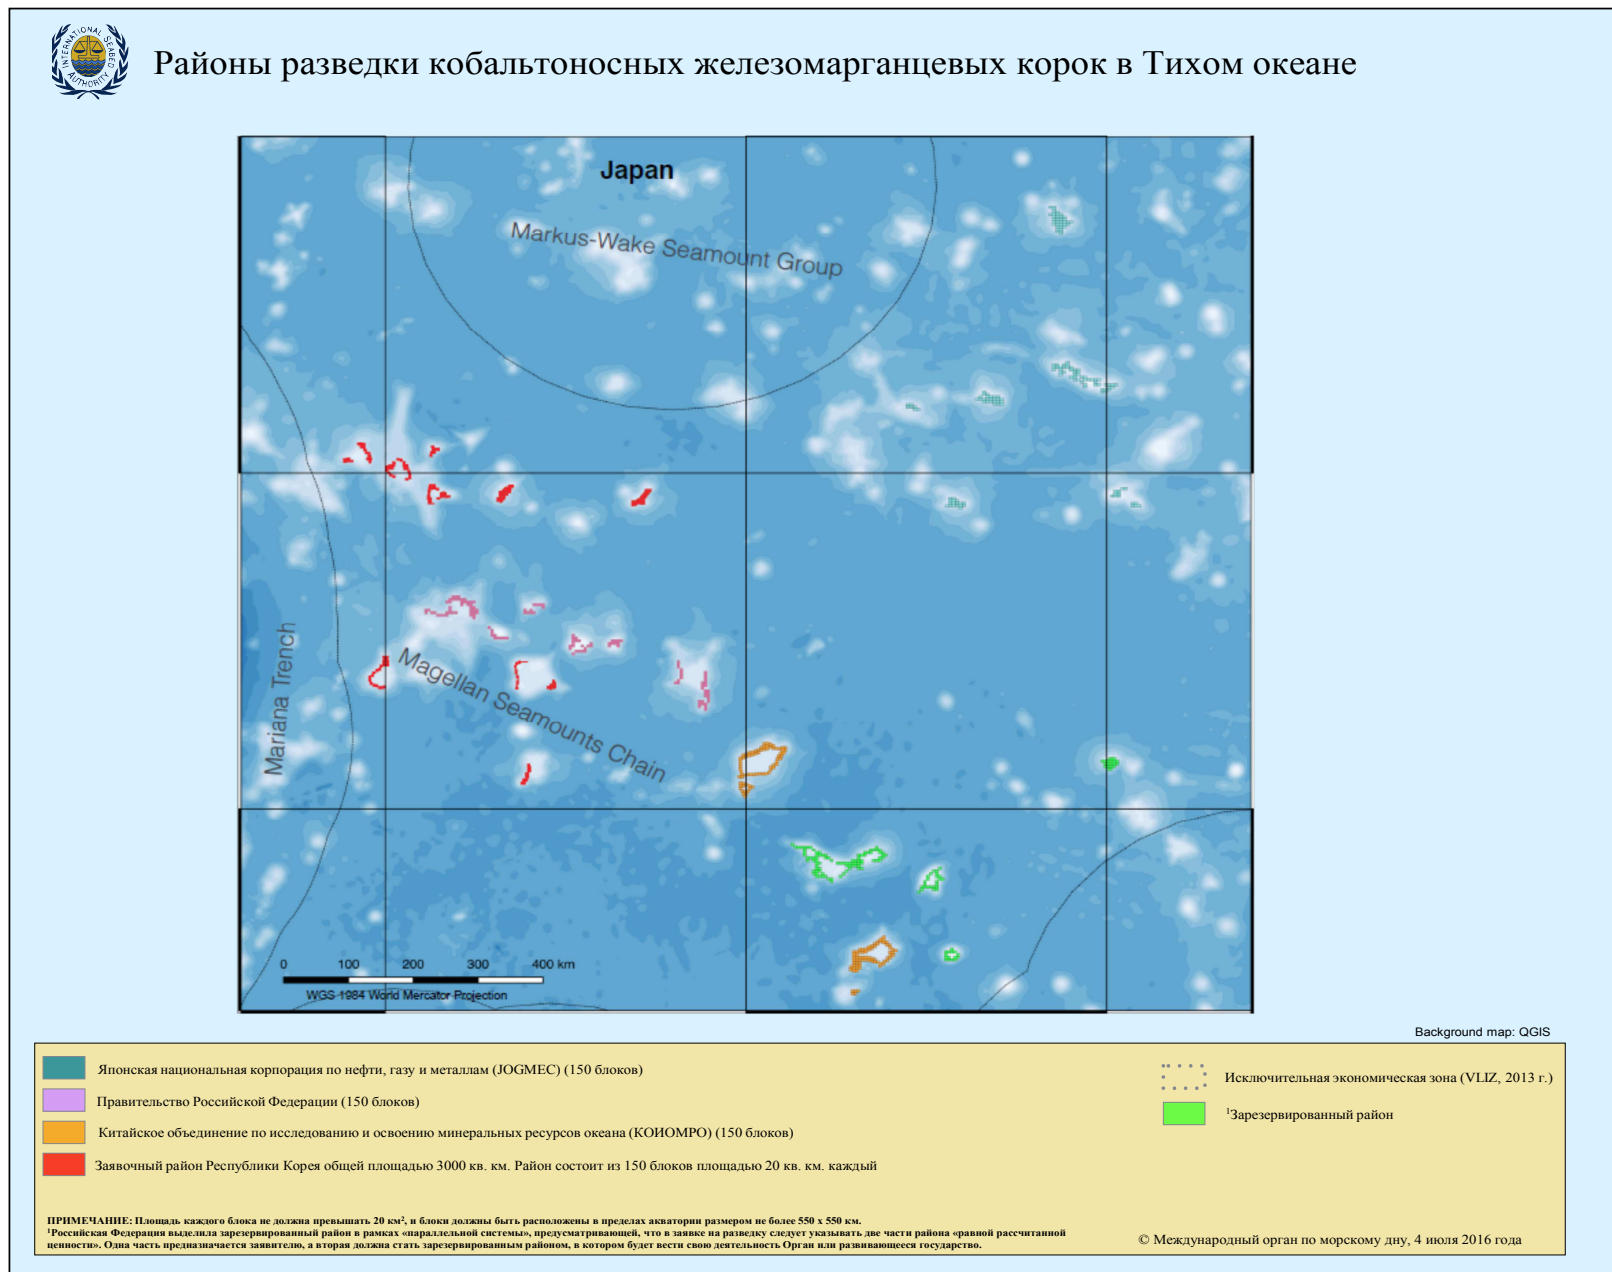 INTERNATIONAL SEABED AUTHORITY
Районы разведки кобальтоносных железомарганцевых корок в Тихом океане
Japan
Markus-Wake Seamount Group
Mariana Trench
Magellan Seamounts Chain
0 100 200 300 400 km
WGS 1984 World Mercator Projection
Background map: QGIS
Японская национальная корпорация по нефти, газу и металлам (JOGMEC) (150 блоков)
Правительство Российской Федерации (150 блоков)
Китайское объединение по исследованию и освоению минеральных ресурсов океана (КОИОМРО) (150 блоков)
Заявочный район Республики Корея общей площадью 3000 кв. км. Район состоит из 150 блоков площадью 20 кв. км. каждый
Исключительная экономическая зона (VLIZ, 2013 г.)
¹Зарезервированный район
ПРИМЕЧАНИЕ: Площадь каждого блока не должна превышать 20 км², и блоки должны быть расположены в пределах акватории размером не более 550 х 550 км.
¹Российская Федерация выделила зарезервированный район в рамках «параллельной системы», предусматривающей, что в заявке на разведку следует указывать две части района «равной рассчитанной
ценности». Одна часть предназначается заявителю, а вторая должна стать зарезервированным районом, в котором будет вести свою деятельность Орган или развивающееся государство.
© Международный орган по морскому дну, 4 июля 2016 года